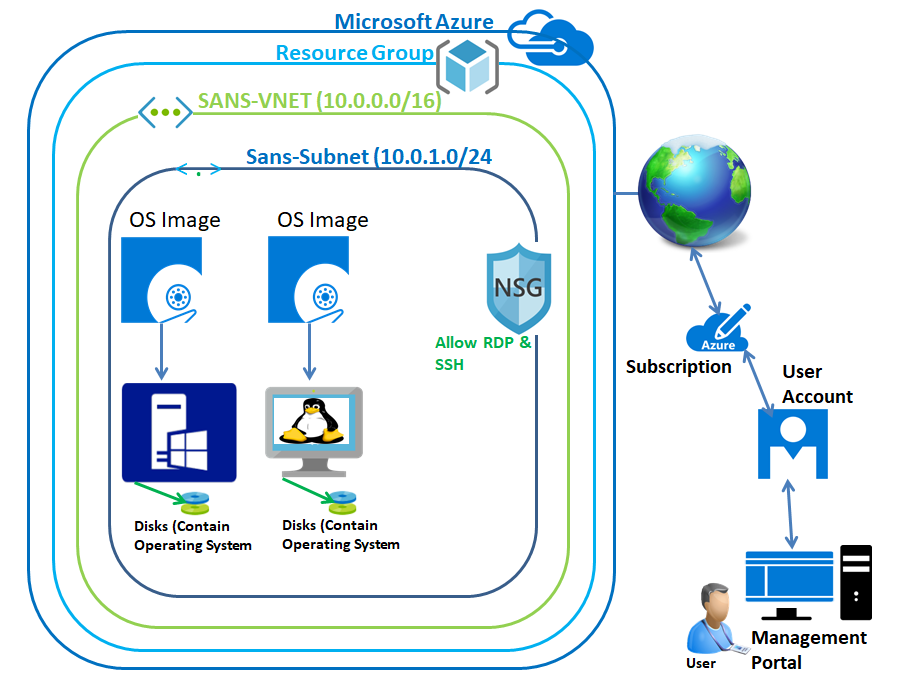 Microsoft Azure
Resource Group
SANS-VNET (10.0.0.0/16)
Sans-Subnet (10.0.1.0/24
OS Image
OS Image
NSG
Allow RDP &
SSH
Azure
Subscription
User
Account
Disks (Contain
Operating System
Disks (Contain
Operating System
Management
Portal
User